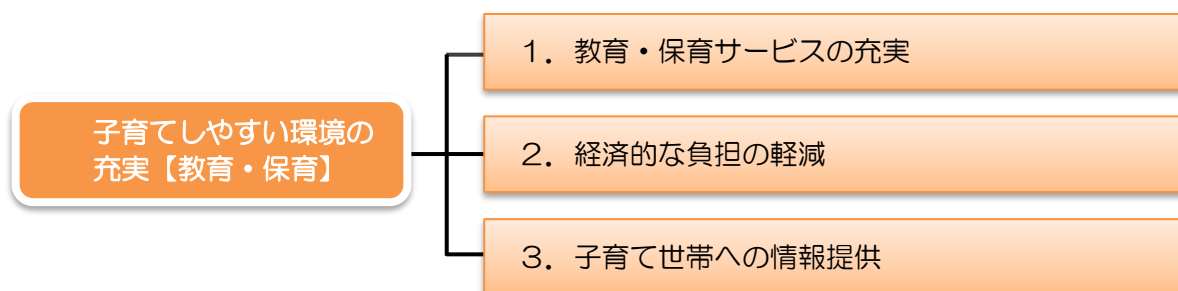 子育てしやすい環境の
充実【教育・保育】
１．教育・保育サービスの充実
２．経済的な負担の軽減
３．子育て世帯への情報提供